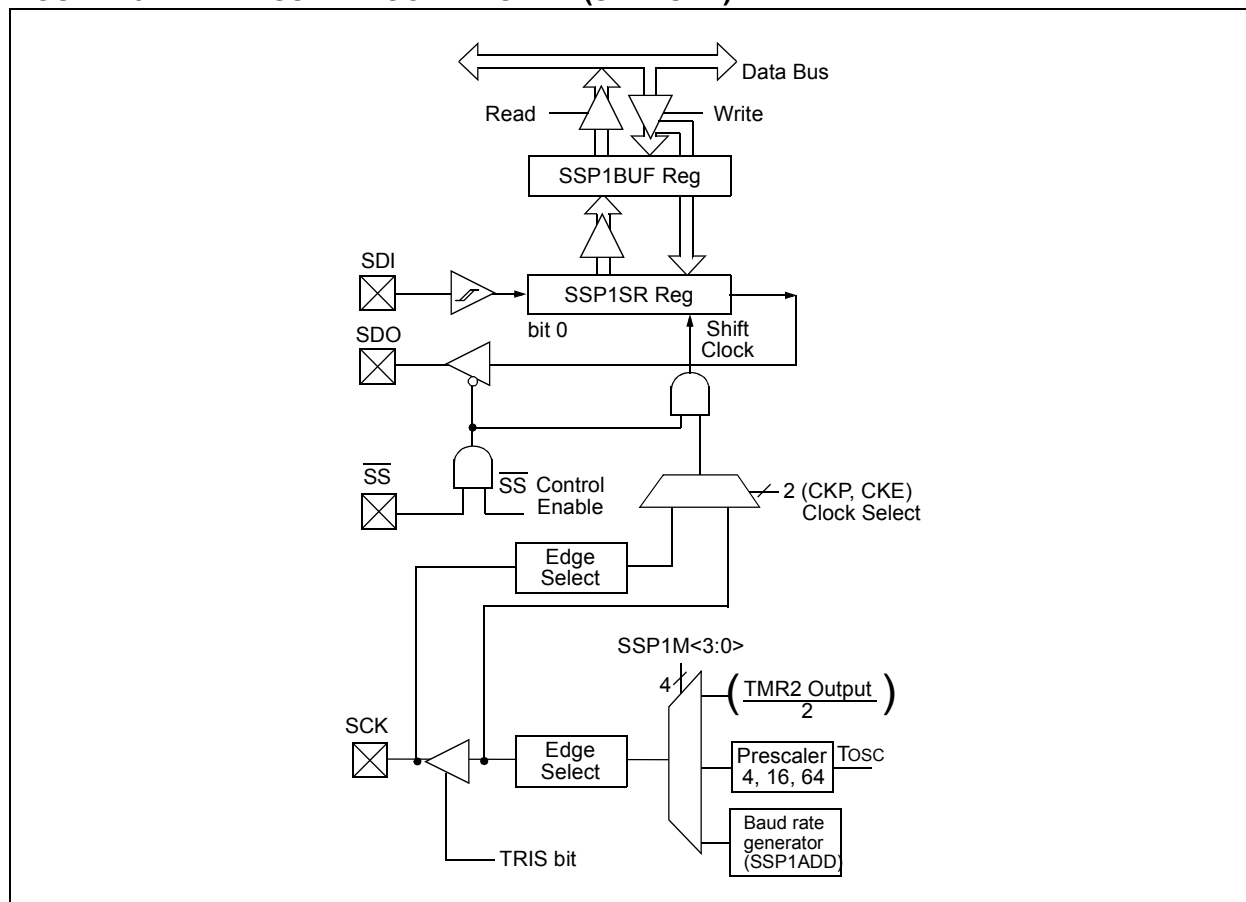 Data Bus
Read
Write
SSP1BUF Reg
SDI
SSP1SR Reg
bit 0
Shift
Clock
SDO
SS
SS Control
Enable
2 (CKP, CKE)
Clock Select
Edge
Select
SSP1M<3:0>
4
( TMR2 Output )
2
SCK
Edge
Select
Prescaler
4, 16, 64
TOSC
Baud rate
generator
(SSP1ADD)
TRIS bit